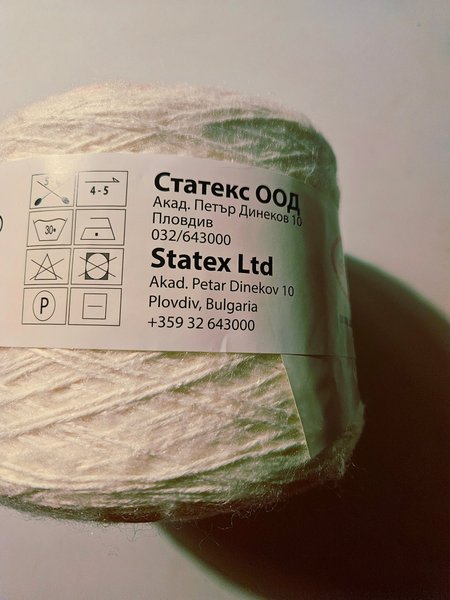 5
4-5
30°
P
Статекс ООД
Акад. Петър Динеков 10
Пловдив
032/643000
Statex Ltd
Akad. Petar Dinekov 10
Plovdiv, Bulgaria
+359 32 643000